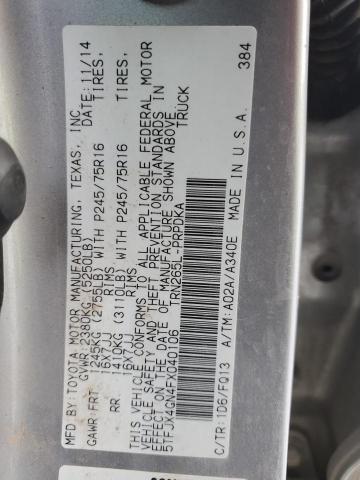 MFD. BY:
TOYOTA MOTOR MANUFACTURING, TEXAS, INC. DATE: 11/14
GVWR: 2380KG (5250LB)
GAWR:FRT 1245KG (2755LB) WITH P245/75R16 TIRES,
16X7JJ RIMS
RR. 1410KG (3110LB) WITH P245/75R16 TIRES,
16X7JJ RIMS
THIS VEHICLE CONFORMS TO ALL APPLICABLE FEDERAL MOTOR
VEHICLE SAFETY AND THEFT PREVENTION STANDARDS IN
EFFECT ON THE DATE OF MANUFACTURE SHOWN ABOVE.
5TFJX4GN4FX040106 TRN265L-PRPDKA TRUCK
C/TR:1D6/FQ13 A/TM:A02A/A340E MADE IN U.S.A. 384